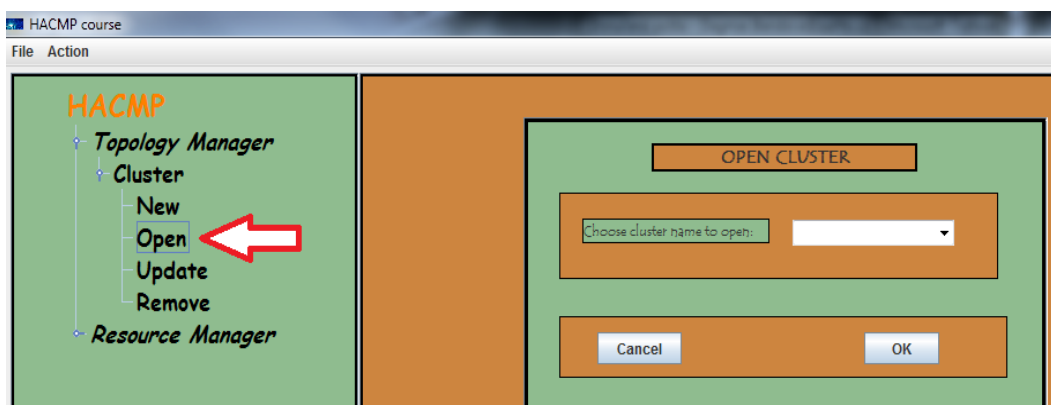 HACMP course
File Action
HACMP
Topology Manager
Cluster
New
Open
Update
Remove
Resource Manager
OPEN CLUSTER
Choose cluster name to open:
Cancel OK